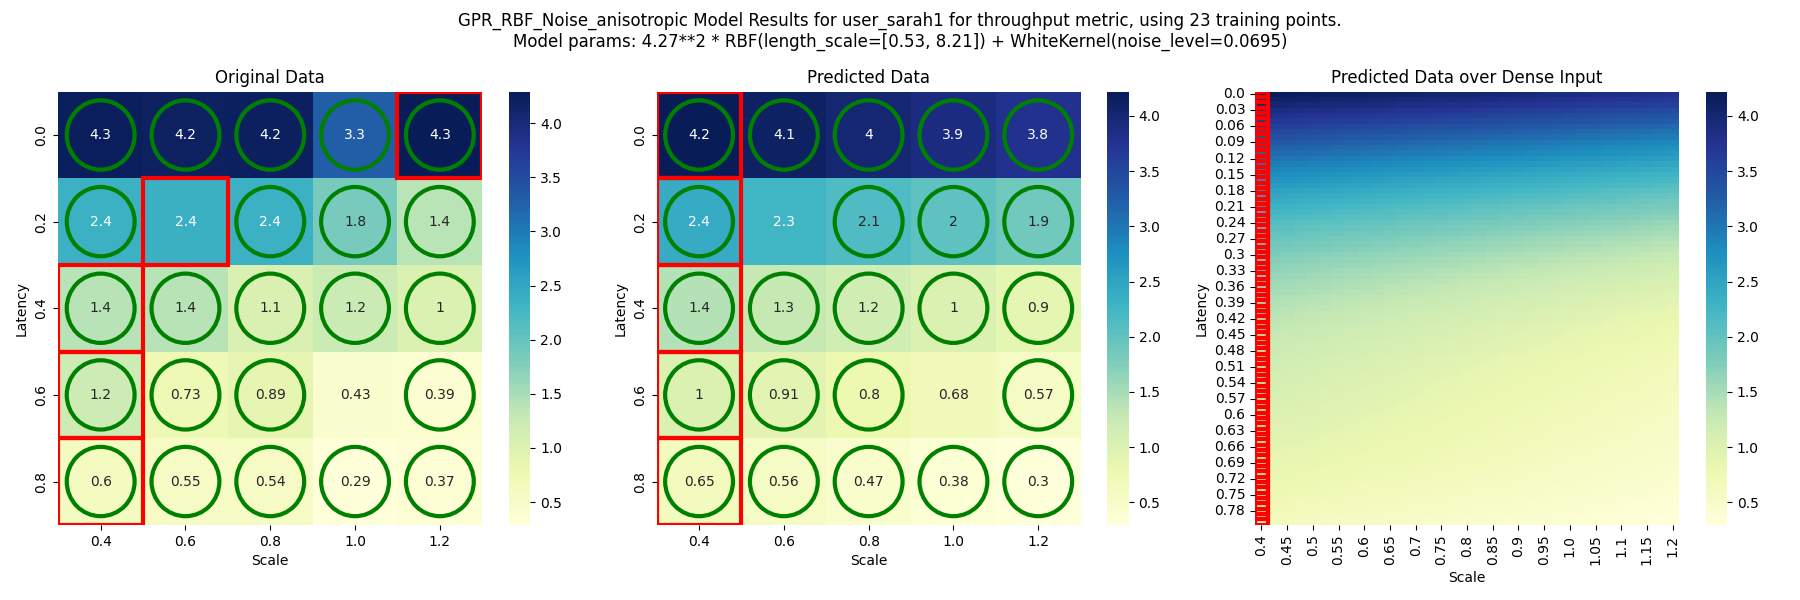 GPR_RBF_Noise_anisotropic Model Results for user_sarah1 for throughput metric, using 23 training points.
Model params: 4.27**2 * RBF(length_scale=[0.53, 8.21]) + WhiteKernel(noise_level=0.0695)
Original Data
Latency
0.0 4.3 4.2 4.2 3.3 4.3
0.2 2.4 2.4 2.4 1.8 1.4
0.4 1.4 1.4 1.1 1.2 1
0.6 1.2 0.73 0.89 0.43 0.39
0.8 0.6 0.55 0.54 0.29 0.37
0.4 0.6 0.8 1.0 1.2
Scale
4.0
3.5
3.0
2.5
2.0
1.5
1.0
0.5
Predicted Data
Latency
0.0 4.2 4.1 4 3.9 3.8
0.2 2.4 2.3 2.1 2 1.9
0.4 1.4 1.3 1.2 1 0.9
0.6 1 0.91 0.8 0.68 0.57
0.8 0.65 0.56 0.47 0.38 0.3
0.4 0.6 0.8 1.0 1.2
Scale
4.0
3.5
3.0
2.5
2.0
1.5
1.0
0.5
Predicted Data over Dense Input
Latency
0.0
0.03
0.06
0.09
0.12
0.15
0.18
0.21
0.24
0.27
0.3
0.33
0.36
0.39
0.42
0.45
0.48
0.51
0.54
0.57
0.6
0.63
0.66
0.69
0.72
0.75
0.78
0.4 0.45 0.5 0.55 0.6 0.65 0.7 0.75 0.8 0.85 0.9 0.95 1.0 1.05 1.1 1.15 1.2
Scale
4.0
3.5
3.0
2.5
2.0
1.5
1.0
0.5